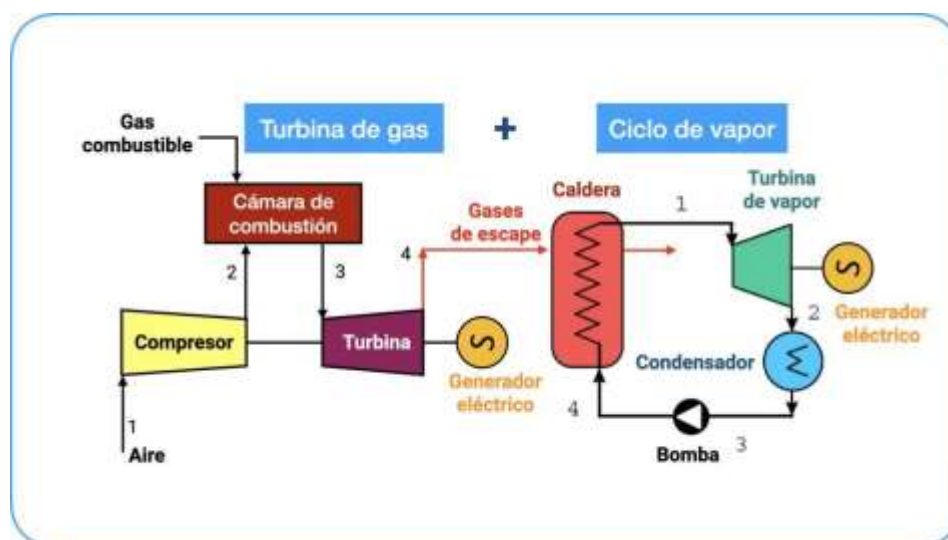 Turbina de gas
+
Ciclo de vapor
Gas
combustible
Cámara de
combustión
2
3
4
Gases
de escape
Compresor
Turbina
Generador
eléctrico
1
Aire
Caldera
1
Turbina
de vapor
2
Generador
eléctrico
Condensador
4
Bomba
3